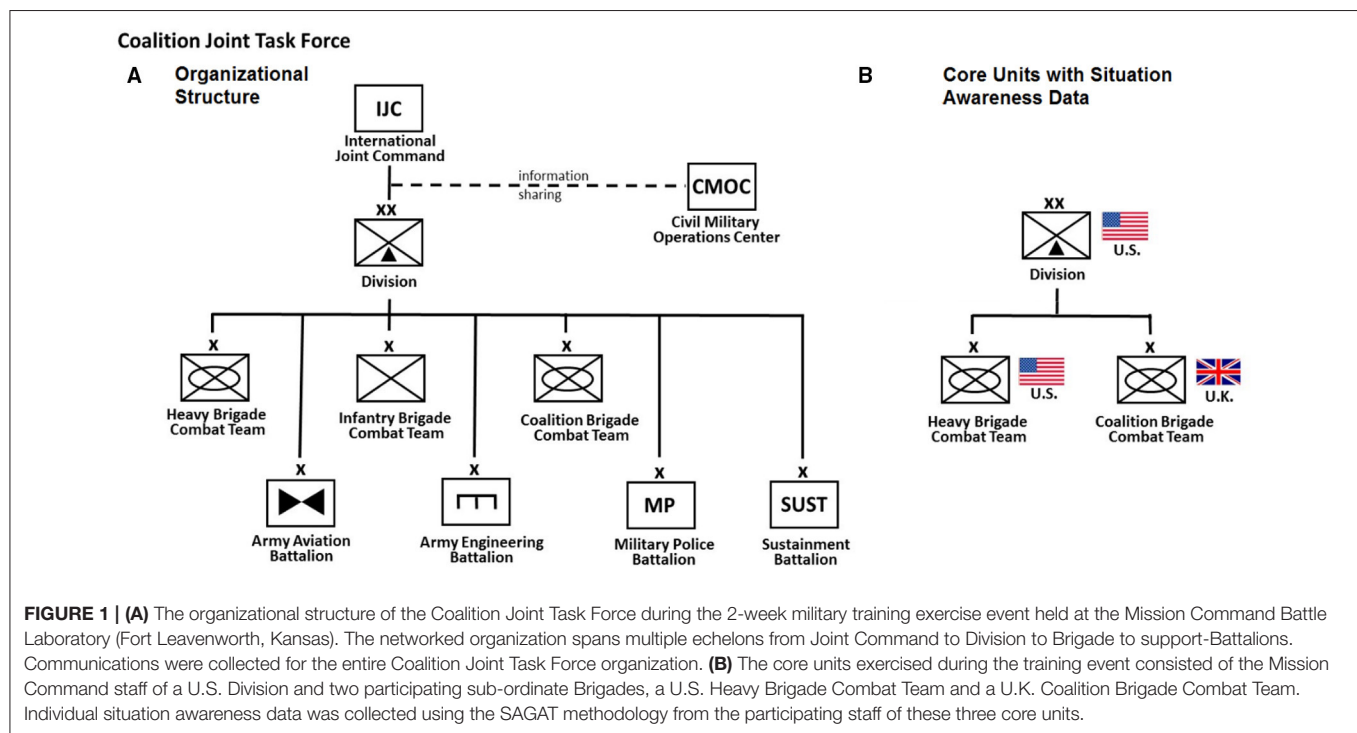 Coalition Joint Task Force
A Organizational
Structure
IJC
International
Joint Command
information
sharing
CMOC
Civil Military
Operations Center
XX
Division
X
Heavy Brigade
Combat Team
X
Infantry Brigade
Combat Team
X
Coalition Brigade
Combat Team
X
Army Aviation
Battalion
X
Army Engineering
Battalion
X
MP
Military Police
Battalion
X
SUST
Sustainment
Battalion
B Core Units with Situation
Awareness Data
XX
U.S.
Division
X
U.S.
Heavy Brigade
Combat Team
X
U.K.
Coalition Brigade
Combat Team
FIGURE 1 | (A) The organizational structure of the Coalition Joint Task Force during the 2-week military training exercise event held at the Mission Command Battle
Laboratory (Fort Leavenworth, Kansas). The networked organization spans multiple echelons from Joint Command to Division to Brigade to support-Battalions.
Communications were collected for the entire Coalition Joint Task Force organization. (B) The core units exercised during the training event consisted of the Mission
Command staff of a U.S. Division and two participating sub-ordinate Brigades, a U.S. Heavy Brigade Combat Team and a U.K. Coalition Brigade Combat Team.
Individual situation awareness data was collected using the SAGAT methodology from the participating staff of these three core units.